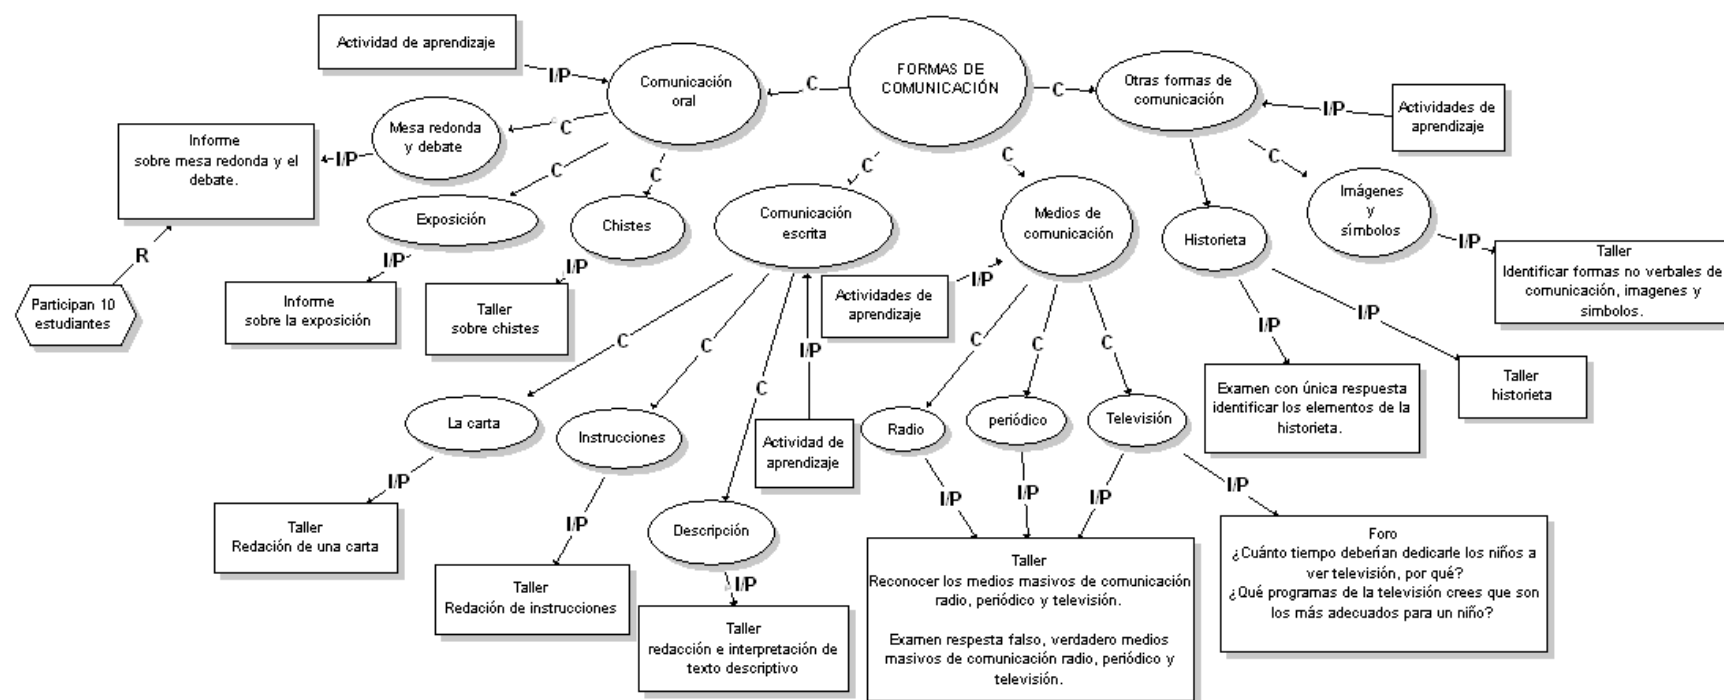 Actividad de aprendizaje
I/P
Comunicación
oral
C
FORMAS DE
COMUNICACIÓN
C
Otras formas de
comunicación
I/P
Actividades de
aprendizaje
Informe
sobre mesa redonda y el
debate.
I/P
Mesa redonda
y debate
C
C
C
C
C
C
Imágenes
y
símbolos
I/P
Taller
Identificar formas no verbales de
comunicación, imagenes y
simbolos.
Exposición
Chistes
Comunicación
escrita
Medios de
comunicación
Historieta
R
I/P
I/P
I/P
Participan 10
estudiantes
Informe
sobre la exposición
Taller
sobre chistes
Actividades de
aprendizaje
I/P
I/P
C
C
C
I/P
C
C
C
Examen con única respuesta
identificar los elementos de la
historieta.
Taller
historieta
La carta
Instrucciones
Actividad de
aprendizaje
Radio
periódico
Televisión
I/P
I/P
I/P
I/P
I/P
I/P
Taller
Redación de una carta
Descripción
I/P
Taller
Redación de instrucciones
Taller
redacción e interpretación de
texto descriptivo
Taller
Reconocer los medios masivos de comunicación
radio, periódico y televisión.
Examen respesta falso, verdadero medios
masivos de comunicación radio, periódico y
televisión.
Foro
¿Cuánto tiempo deberían dedicarle los niños a
ver televisión, por qué?
¿Qué programas de la televisión crees que son
los más adecuados para un niño?